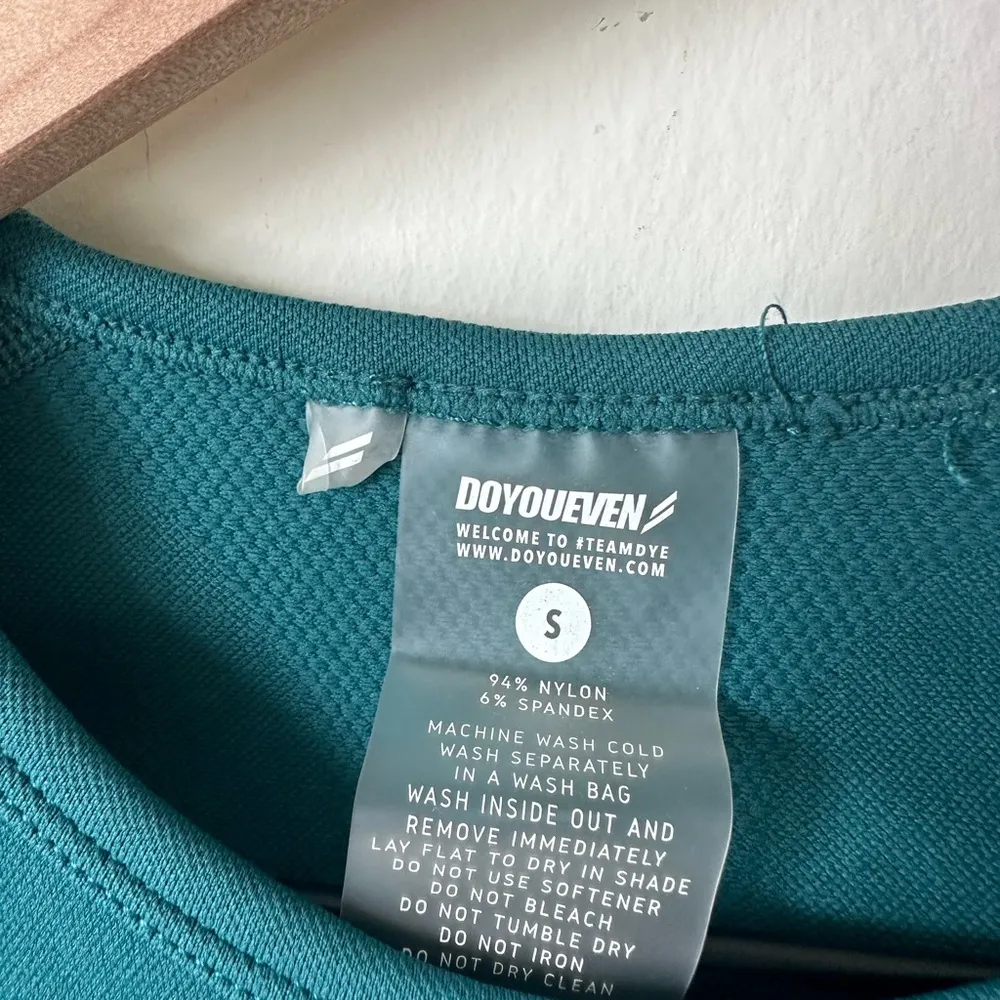 DOYOUEVEN
WELCOME TO #TEAMDYE
WWW.DOYOUEVEN.COM
S
94% NYLON
6% SPANDEX
MACHINE WASH COLD
WASH SEPARATELY
IN A WASH BAG
WASH INSIDE OUT AND
REMOVE IMMEDIATELY
LAY FLAT TO DRY IN SHADE
DO NOT USE SOFTENER
DO NOT BLEACH
DO NOT TUMBLE DRY
DO NOT IRON
DO NOT DRY CLEAN